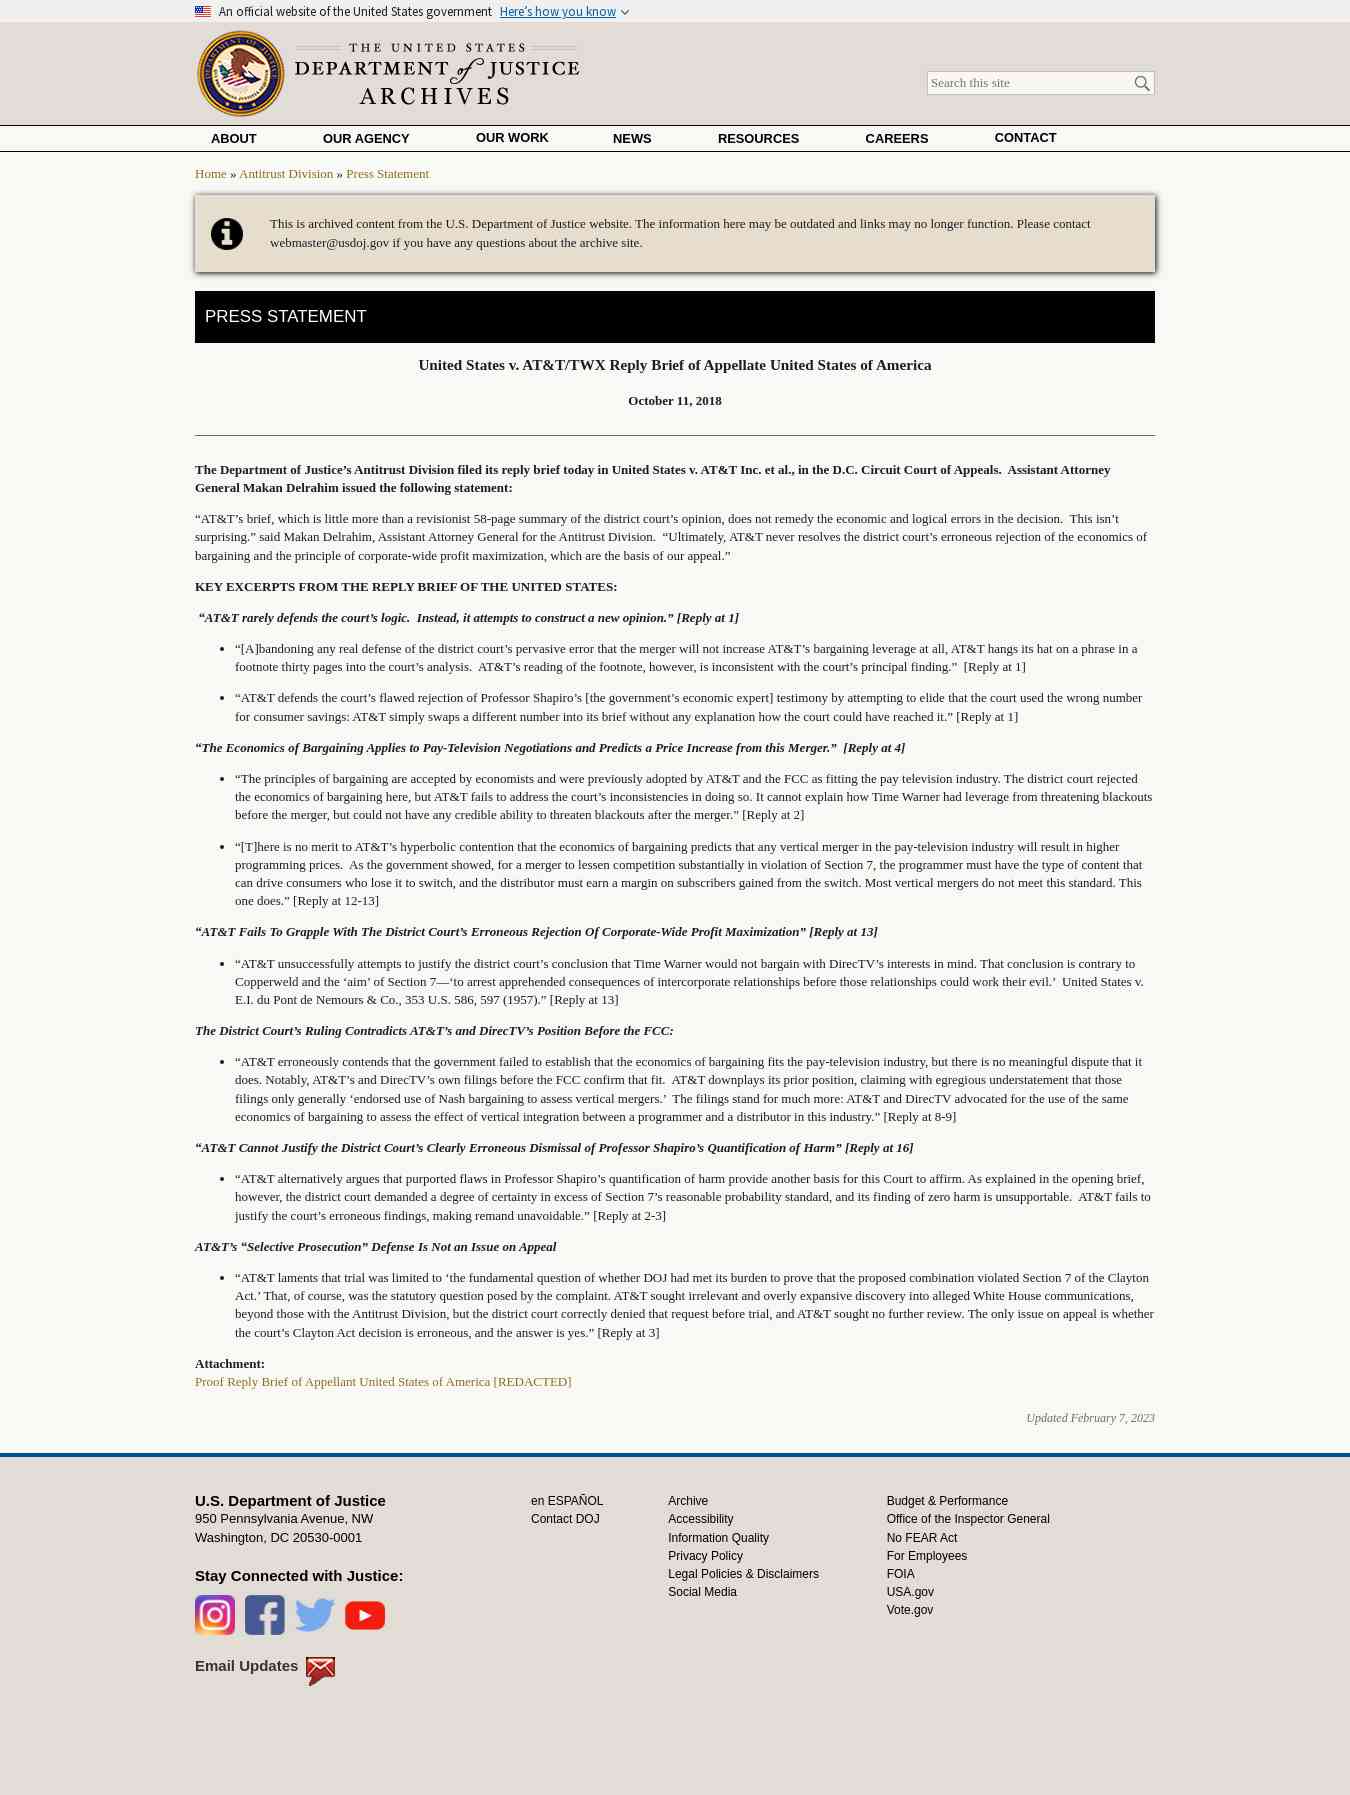 An official website of the United States government Here's how you know
THE UNITED STATES
DEPARTMENT of JUSTICE
ARCHIVES
Search this site
ABOUT OUR AGENCY OUR WORK NEWS RESOURCES CAREERS CONTACT
Home » Antitrust Division » Press Statement
This is archived content from the U.S. Department of Justice website. The information here may be outdated and links may no longer function. Please contact
webmaster@usdoj.gov if you have any questions about the archive site.
PRESS STATEMENT
United States v. AT&T/TWX Reply Brief of Appellate United States of America
October 11, 2018
The Department of Justice’s Antitrust Division filed its reply brief today in United States v. AT&T Inc. et al., in the D.C. Circuit Court of Appeals.  Assistant Attorney
General Makan Delrahim issued the following statement:
“AT&T’s brief, which is little more than a revisionist 58-page summary of the district court’s opinion, does not remedy the economic and logical errors in the decision.  This isn’t
surprising.” said Makan Delrahim, Assistant Attorney General for the Antitrust Division.  “Ultimately, AT&T never resolves the district court’s erroneous rejection of the economics of
bargaining and the principle of corporate-wide profit maximization, which are the basis of our appeal.”
KEY EXCERPTS FROM THE REPLY BRIEF OF THE UNITED STATES:
“AT&T rarely defends the court’s logic.  Instead, it attempts to construct a new opinion.” [Reply at 1]
• “[A]bandoning any real defense of the district court’s pervasive error that the merger will not increase AT&T’s bargaining leverage at all, AT&T hangs its hat on a phrase in a
footnote thirty pages into the court’s analysis.  AT&T’s reading of the footnote, however, is inconsistent with the court’s principal finding.”  [Reply at 1]
• “AT&T defends the court’s flawed rejection of Professor Shapiro’s [the government’s economic expert] testimony by attempting to elide that the court used the wrong number
for consumer savings: AT&T simply swaps a different number into its brief without any explanation how the court could have reached it.” [Reply at 1]
“The Economics of Bargaining Applies to Pay-Television Negotiations and Predicts a Price Increase from this Merger.”  [Reply at 4]
• “The principles of bargaining are accepted by economists and were previously adopted by AT&T and the FCC as fitting the pay television industry. The district court rejected
the economics of bargaining here, but AT&T fails to address the court’s inconsistencies in doing so. It cannot explain how Time Warner had leverage from threatening blackouts
before the merger, but could not have any credible ability to threaten blackouts after the merger.” [Reply at 2]
• “[T]here is no merit to AT&T’s hyperbolic contention that the economics of bargaining predicts that any vertical merger in the pay-television industry will result in higher
programming prices.  As the government showed, for a merger to lessen competition substantially in violation of Section 7, the programmer must have the type of content that
can drive consumers who lose it to switch, and the distributor must earn a margin on subscribers gained from the switch. Most vertical mergers do not meet this standard. This
one does.” [Reply at 12-13]
“AT&T Fails To Grapple With The District Court’s Erroneous Rejection Of Corporate-Wide Profit Maximization” [Reply at 13]
• “AT&T unsuccessfully attempts to justify the district court’s conclusion that Time Warner would not bargain with DirecTV’s interests in mind. That conclusion is contrary to
Copperweld and the ‘aim’ of Section 7—‘to arrest apprehended consequences of intercorporate relationships before those relationships could work their evil.’  United States v.
E.I. du Pont de Nemours & Co., 353 U.S. 586, 597 (1957).” [Reply at 13]
The District Court’s Ruling Contradicts AT&T’s and DirecTV’s Position Before the FCC:
• “AT&T erroneously contends that the government failed to establish that the economics of bargaining fits the pay-television industry, but there is no meaningful dispute that it
does. Notably, AT&T’s and DirecTV’s own filings before the FCC confirm that fit.  AT&T downplays its prior position, claiming with egregious understatement that those
filings only generally ‘endorsed use of Nash bargaining to assess vertical mergers.’  The filings stand for much more: AT&T and DirecTV advocated for the use of the same
economics of bargaining to assess the effect of vertical integration between a programmer and a distributor in this industry.” [Reply at 8-9]
“AT&T Cannot Justify the District Court’s Clearly Erroneous Dismissal of Professor Shapiro’s Quantification of Harm” [Reply at 16]
• “AT&T alternatively argues that purported flaws in Professor Shapiro’s quantification of harm provide another basis for this Court to affirm. As explained in the opening brief,
however, the district court demanded a degree of certainty in excess of Section 7’s reasonable probability standard, and its finding of zero harm is unsupportable.  AT&T fails to
justify the court’s erroneous findings, making remand unavoidable.” [Reply at 2-3]
AT&T’s “Selective Prosecution” Defense Is Not an Issue on Appeal
• “AT&T laments that trial was limited to ‘the fundamental question of whether DOJ had met its burden to prove that the proposed combination violated Section 7 of the Clayton
Act.’ That, of course, was the statutory question posed by the complaint. AT&T sought irrelevant and overly expansive discovery into alleged White House communications,
beyond those with the Antitrust Division, but the district court correctly denied that request before trial, and AT&T sought no further review. The only issue on appeal is whether
the court’s Clayton Act decision is erroneous, and the answer is yes.” [Reply at 3]
Attachment:
Proof Reply Brief of Appellant United States of America [REDACTED]
Updated February 7, 2023
U.S. Department of Justice
950 Pennsylvania Avenue, NW
Washington, DC 20530-0001
Stay Connected with Justice:
Email Updates
en ESPAÑOL
Contact DOJ
Archive
Accessibility
Information Quality
Privacy Policy
Legal Policies & Disclaimers
Social Media
Budget & Performance
Office of the Inspector General
No FEAR Act
For Employees
FOIA
USA.gov
Vote.gov